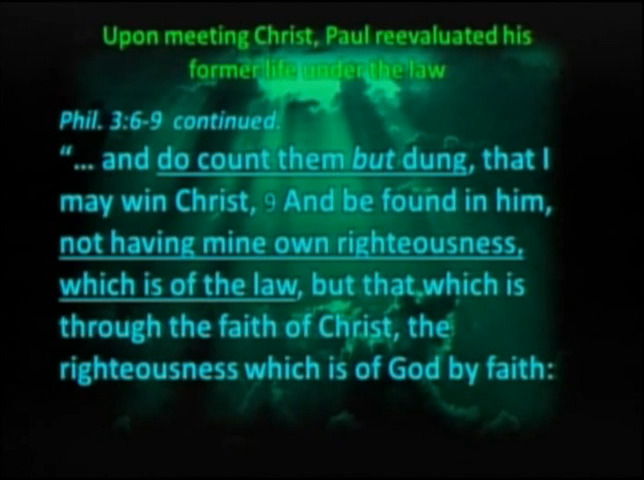 Upon meeting Christ, Paul reevaluated his
former life under the law
Phil. 3:6-9 continued.
“... and do count them but dung, that I
may win Christ, 9 And be found in him,
not having mine own righteousness,
which is of the law, but that which is
through the faith of Christ, the
righteousness which is of God by faith: